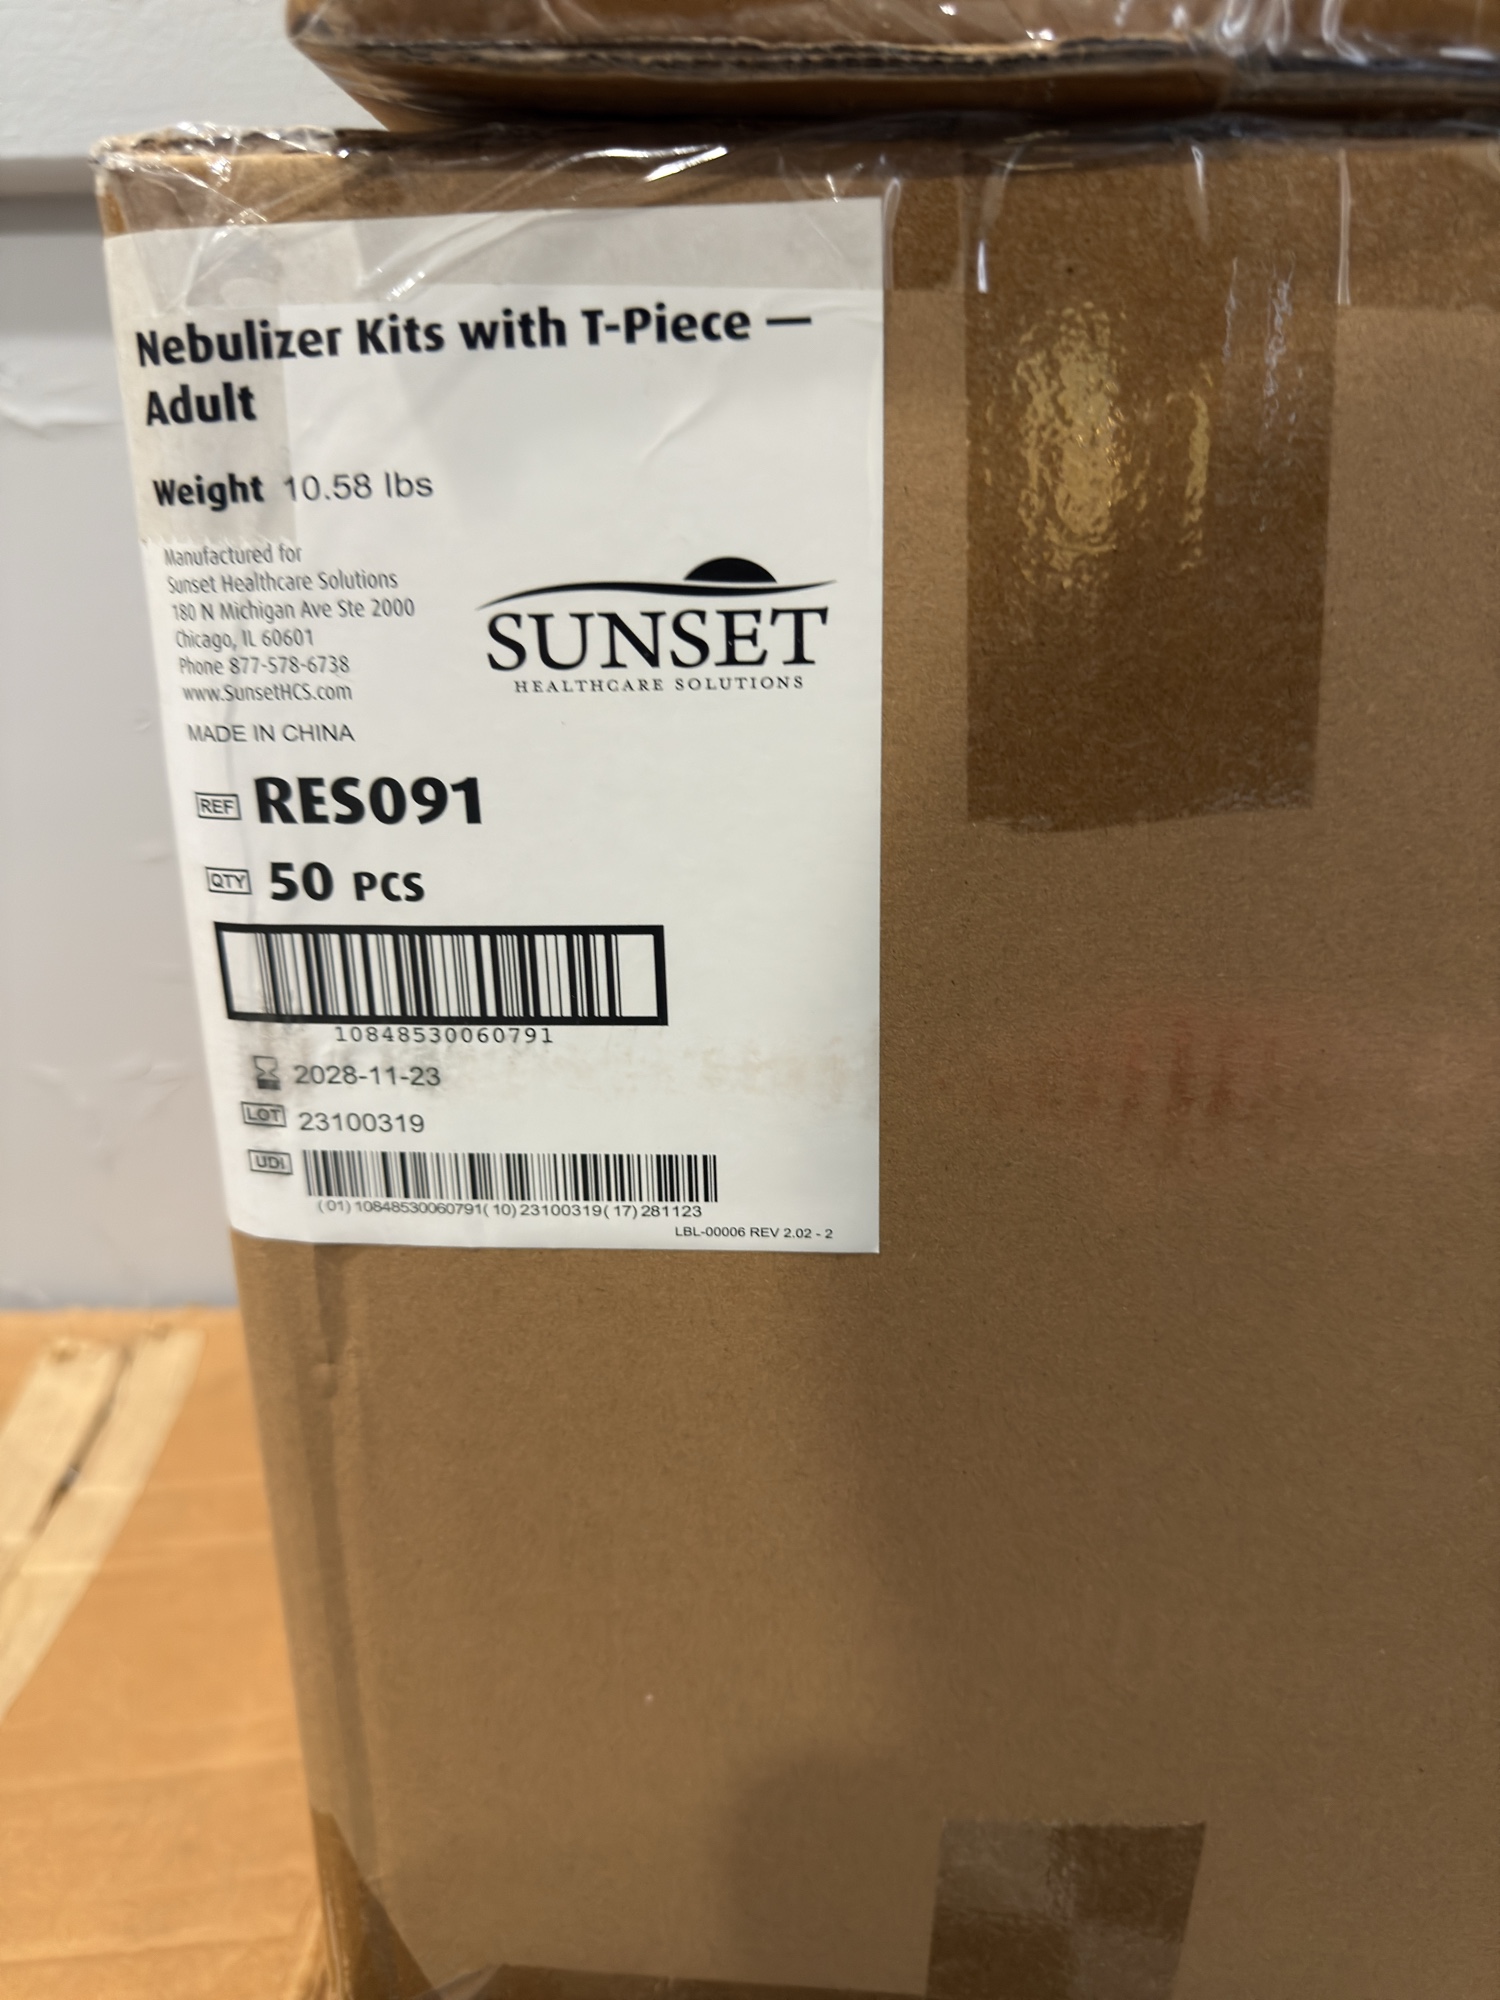 Nebulizer Kits with T-Piece —
Adult
Weight 10.58 lbs
Manufactured for
Sunset Healthcare Solutions
180 N Michigan Ave Ste 2000
Chicago, IL 60601
Phone 877-578-6738
www.SunsetHCS.com
SUNSET
HEALTHCARE SOLUTIONS
MADE IN CHINA
REF RES091
QTY 50 PCS
10848530060791
2028-11-23
LOT 23100319
UDI
(01)10848530060791(10)23100319(17)281123
LBL-00006 REV 2.02 - 2